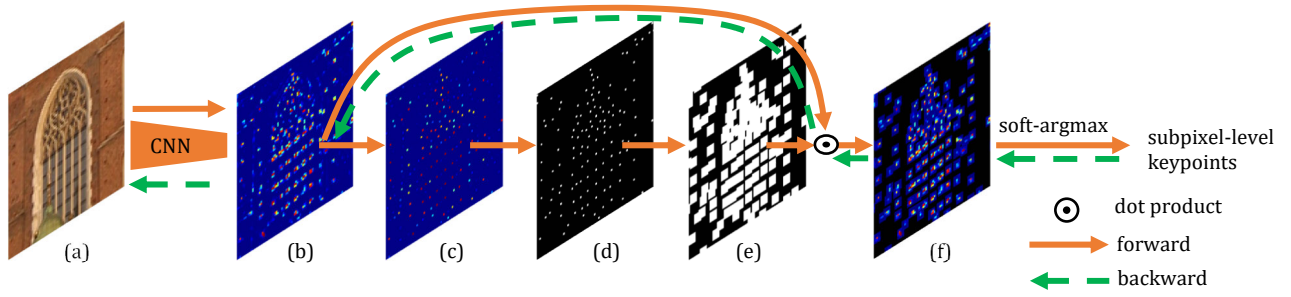 CNN
soft-argmax
subpixel-level
keypoints
dot product
forward
backward
(a)
(b)
(c)
(d)
(e)
(f)